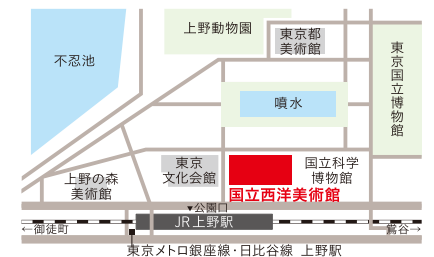 上野動物園
東京都
美術館
不忍池
東京国立博物館
噴水
東京
文化会館
国立科学
博物館
上野の森
美術館
国立西洋美術館
▼公園口
JR上野駅
←御徒町
鶯谷→
東京メトロ銀座線・日比谷線 上野駅